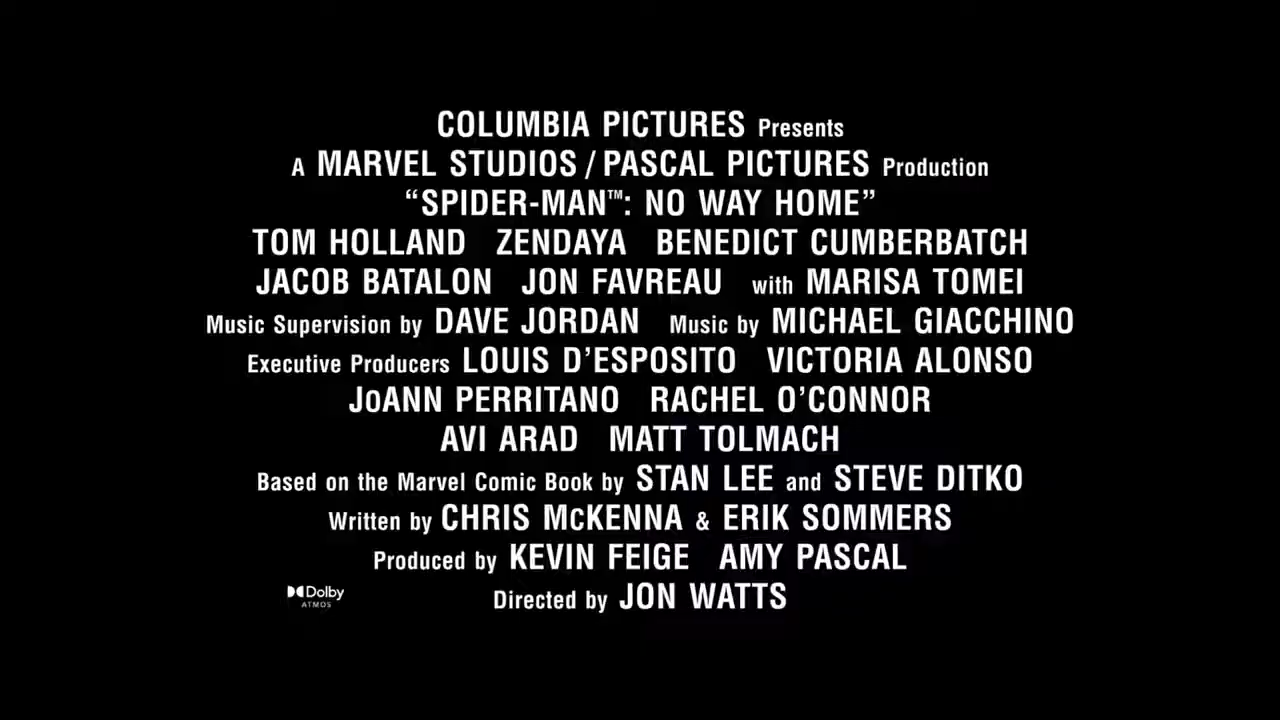 COLUMBIA PICTURES Presents
A MARVEL STUDIOS / PASCAL PICTURES Production
“SPIDER-MAN™: NO WAY HOME”
TOM HOLLAND ZENDAYA BENEDICT CUMBERBATCH
JACOB BATALON JON FAVREAU with MARISA TOMEI
Music Supervision by DAVE JORDAN Music by MICHAEL GIACCHINO
Executive Producers LOUIS D’ESPOSITO VICTORIA ALONSO
JoANN PERRITANO RACHEL O’CONNOR
AVI ARAD MATT TOLMACH
Based on the Marvel Comic Book by STAN LEE and STEVE DITKO
Written by CHRIS McKENNA & ERIK SOMMERS
Produced by KEVIN FEIGE AMY PASCAL
Directed by JON WATTS
Dolby
ATMOS